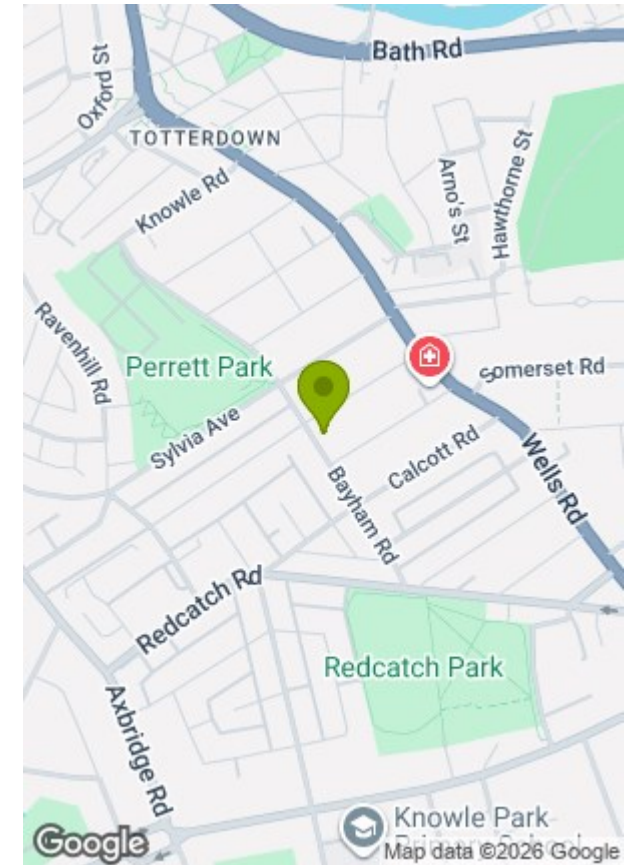 Bath Rd
Oxford St
TOTTERDOWN
Arno's St
Hawthorne St
Knowle Rd
Ravenhill Rd
Perrett Park
Somerset Rd
Sylvia Ave
Calcott Rd
Wells Rd
Bayham Rd
Redcatch Rd
Redcatch Park
Axbridge Rd
Knowle Park
Primary School
Google
Map data ©2026 Google